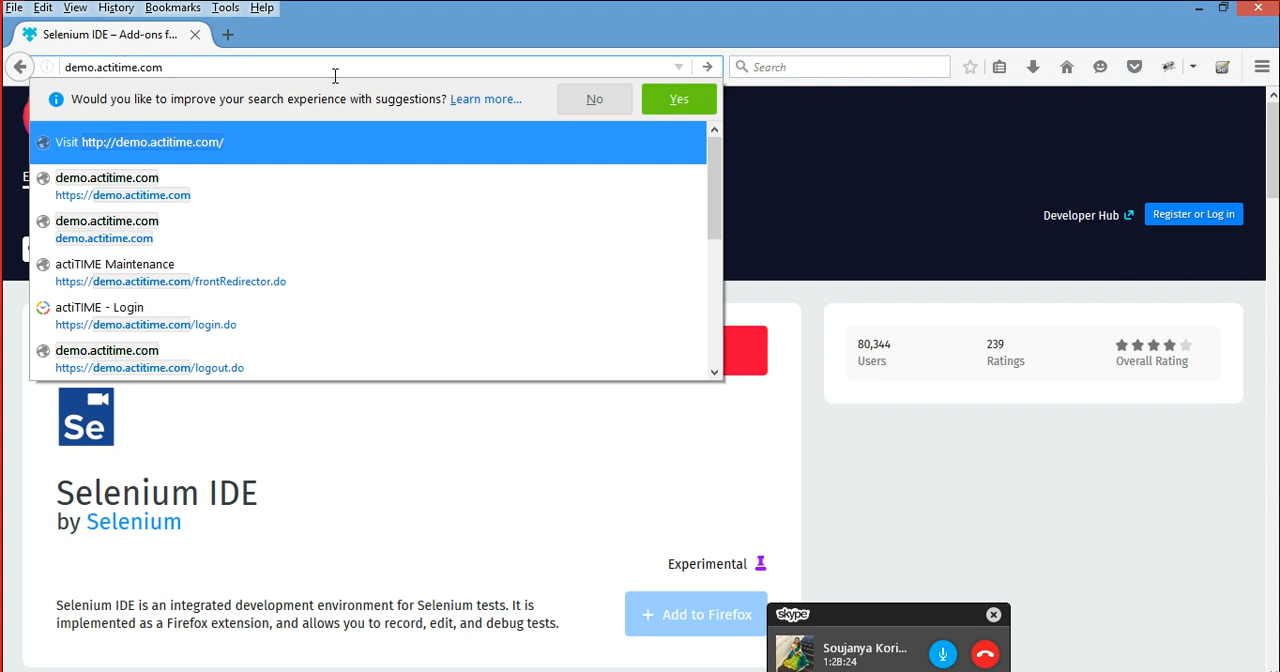 File Edit View History Bookmarks Tools Help
Selenium IDE – Add-ons f...
demo.actitime.com
Search
Would you like to improve your search experience with suggestions? Learn more...
No
Yes
Visit http://demo.actitime.com/
demo.actitime.com
https://demo.actitime.com
demo.actitime.com
demo.actitime.com
actiTIME Maintenance
https://demo.actitime.com/frontRedirector.do
actiTIME - Login
https://demo.actitime.com/login.do
demo.actitime.com
https://demo.actitime.com/logout.do
Developer Hub
Register or Log in
80,344
Users
239
Ratings
Overall Rating
Se
Selenium IDE
by Selenium
Experimental
Selenium IDE is an integrated development environment for Selenium tests. It is
implemented as a Firefox extension, and allows you to record, edit, and debug tests.
+ Add to Firefox
skype
Soujanya Kori...
1:28:24